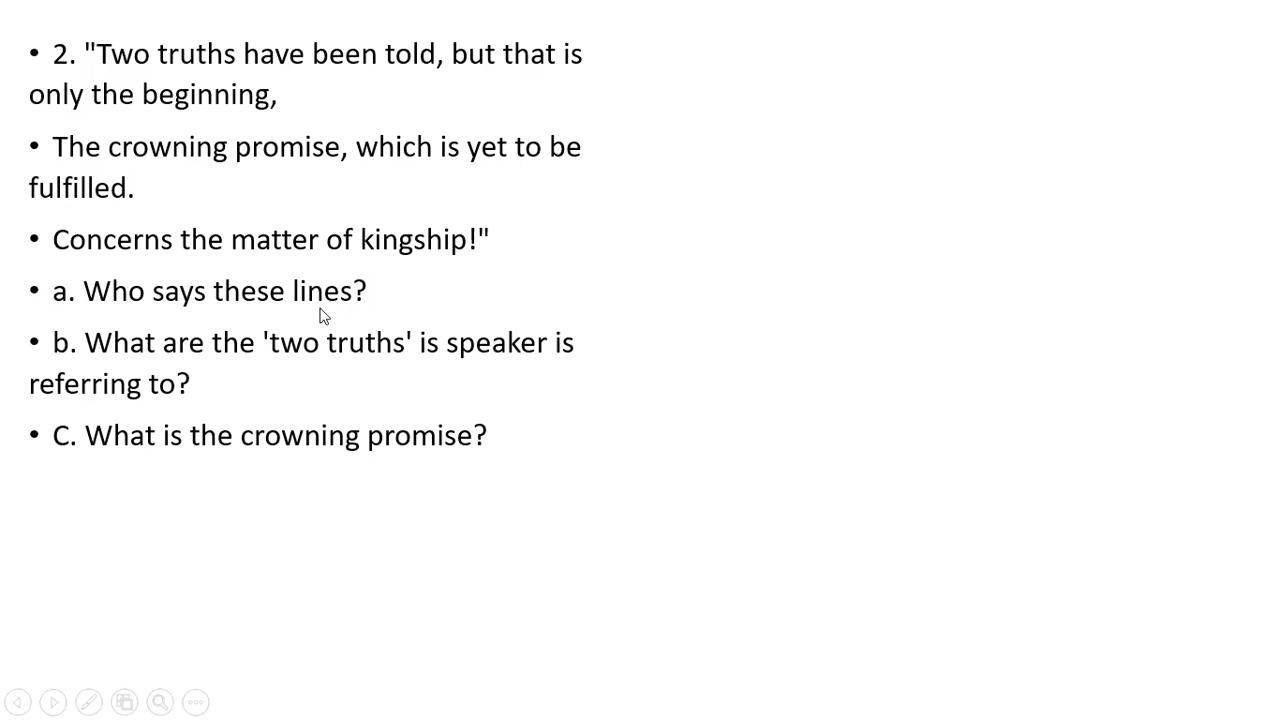 • 2. "Two truths have been told, but that is
only the beginning,
• The crowning promise, which is yet to be
fulfilled.
• Concerns the matter of kingship!"
• a. Who says these lines?
• b. What are the 'two truths' is speaker is
referring to?
• C. What is the crowning promise?